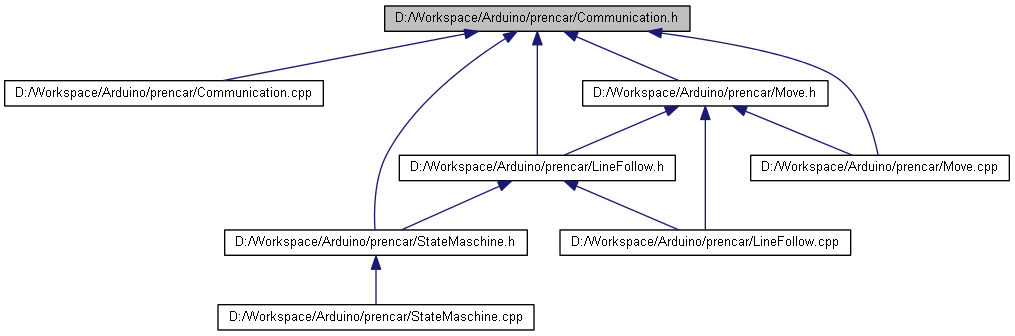 D:/Workspace/Arduino/prencar/Communication.h
D:/Workspace/Arduino/prencar/Communication.cpp
D:/Workspace/Arduino/prencar/Move.h
D:/Workspace/Arduino/prencar/LineFollow.h
D:/Workspace/Arduino/prencar/Move.cpp
D:/Workspace/Arduino/prencar/StateMaschine.h
D:/Workspace/Arduino/prencar/LineFollow.cpp
D:/Workspace/Arduino/prencar/StateMaschine.cpp